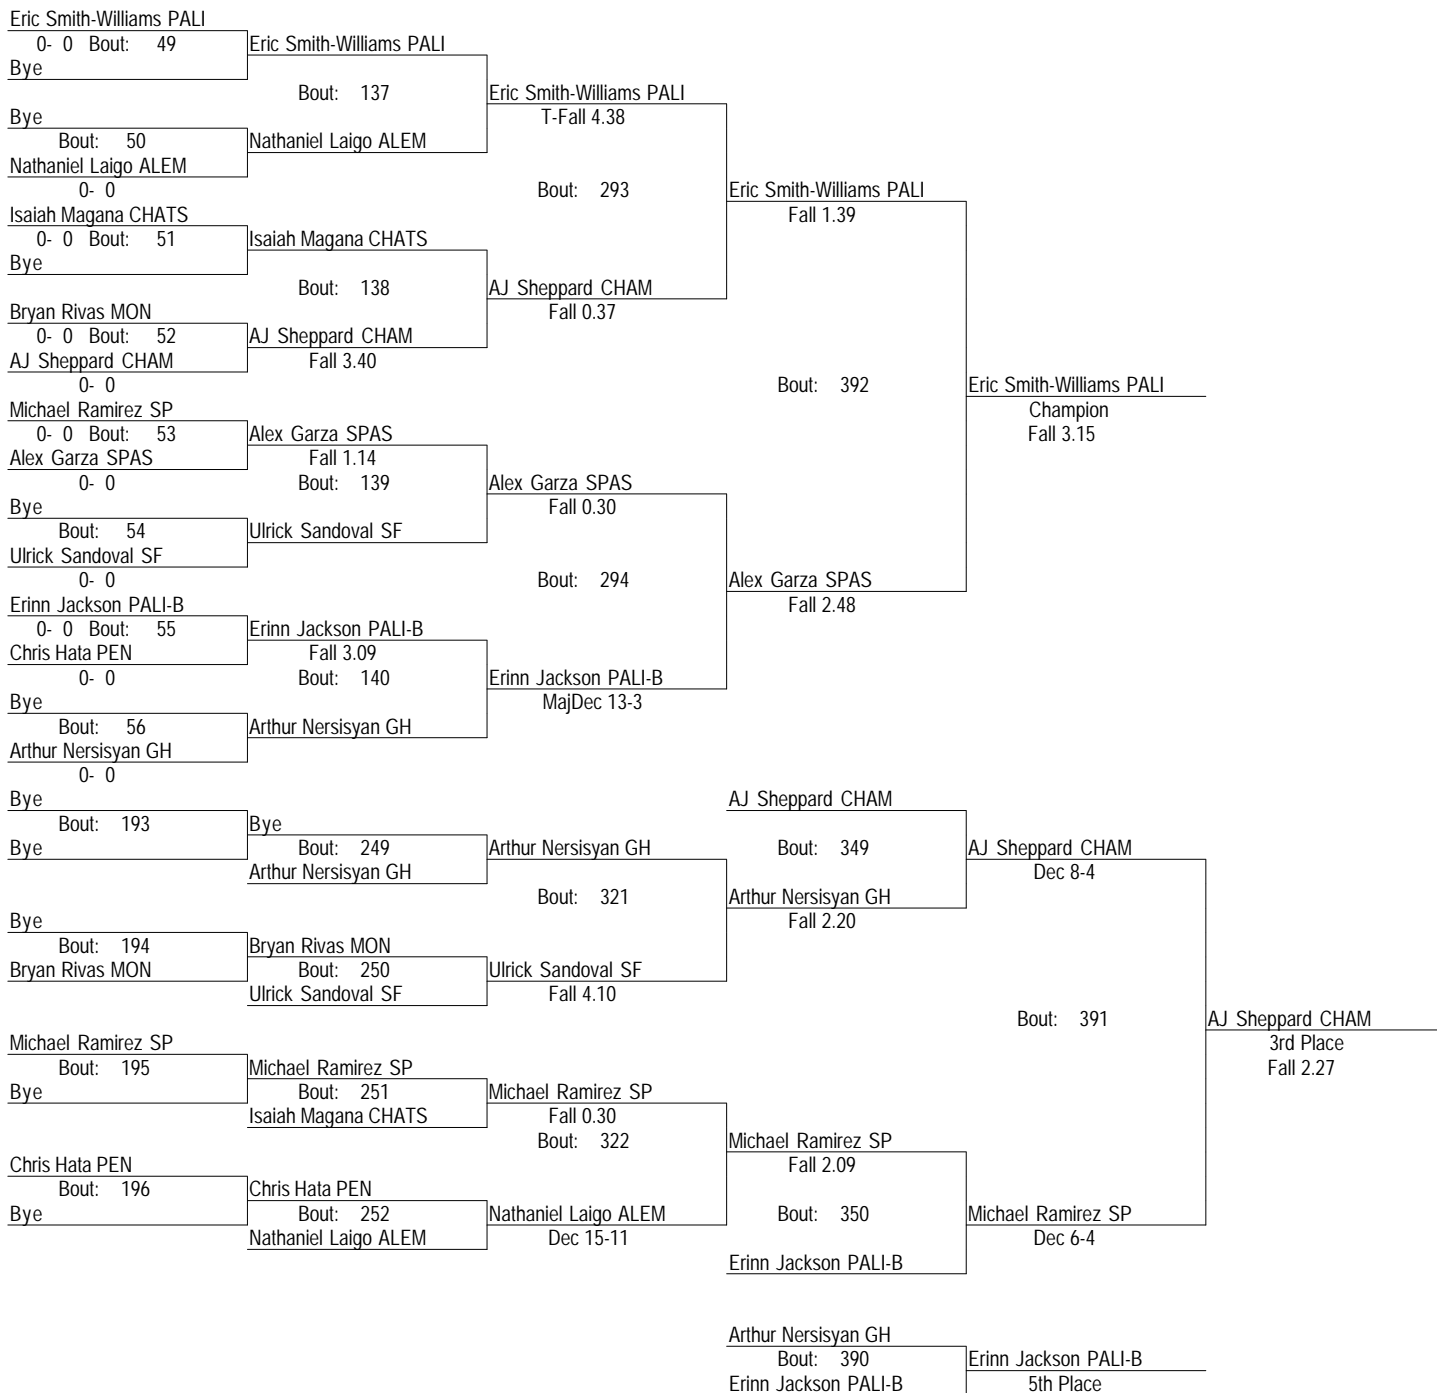 Eric Smith-Williams PALI
0- 0 Bout: 49 Eric Smith-Williams PALI
Bye
Bout: 137 Eric Smith-Williams PALI
Bye T-Fall 4.38
Bout: 50 Nathaniel Laigo ALEM
Nathaniel Laigo ALEM
0- 0 Bout: 293 Eric Smith-Williams PALI
Isaiah Magana CHATS Fall 1.39
0- 0 Bout: 51 Isaiah Magana CHATS
Bye
Bout: 138 AJ Sheppard CHAM
Bryan Rivas MON Fall 0.37
0- 0 Bout: 52 AJ Sheppard CHAM
AJ Sheppard CHAM Fall 3.40
0- 0 Bout: 392 Eric Smith-Williams PALI
Michael Ramirez SP Champion
0- 0 Bout: 53 Alex Garza SPAS Fall 3.15
Alex Garza SPAS Fall 1.14
0- 0 Bout: 139 Alex Garza SPAS
Bye Fall 0.30
Bout: 54 Ulrick Sandoval SF
Ulrick Sandoval SF
0- 0 Bout: 294 Alex Garza SPAS
Erinn Jackson PALI-B Fall 2.48
0- 0 Bout: 55 Erinn Jackson PALI-B
Chris Hata PEN Fall 3.09
0- 0 Bout: 140 Erinn Jackson PALI-B
Bye MajDec 13-3
Bout: 56 Arthur Nersisyan GH
Arthur Nersisyan GH
0- 0
Bye AJ Sheppard CHAM
Bout: 193 Bye
Bye Bout: 249 Arthur Nersisyan GH Bout: 349 AJ Sheppard CHAM
Arthur Nersisyan GH Dec 8-4
Bout: 321 Arthur Nersisyan GH
Bye Fall 2.20
Bout: 194 Bryan Rivas MON
Bryan Rivas MON Bout: 250 Ulrick Sandoval SF
Ulrick Sandoval SF Fall 4.10
Bout: 391 AJ Sheppard CHAM
Michael Ramirez SP 3rd Place
Bout: 195 Michael Ramirez SP Fall 2.27
Bye Bout: 251 Michael Ramirez SP
Isaiah Magana CHATS Fall 0.30
Bout: 322 Michael Ramirez SP
Chris Hata PEN Fall 2.09
Bout: 196 Chris Hata PEN
Bye Bout: 252 Nathaniel Laigo ALEM Bout: 350 Michael Ramirez SP
Nathaniel Laigo ALEM Dec 15-11 Dec 6-4
Erinn Jackson PALI-B
Arthur Nersisyan GH
Bout: 390 Erinn Jackson PALI-B
Erinn Jackson PALI-B 5th Place